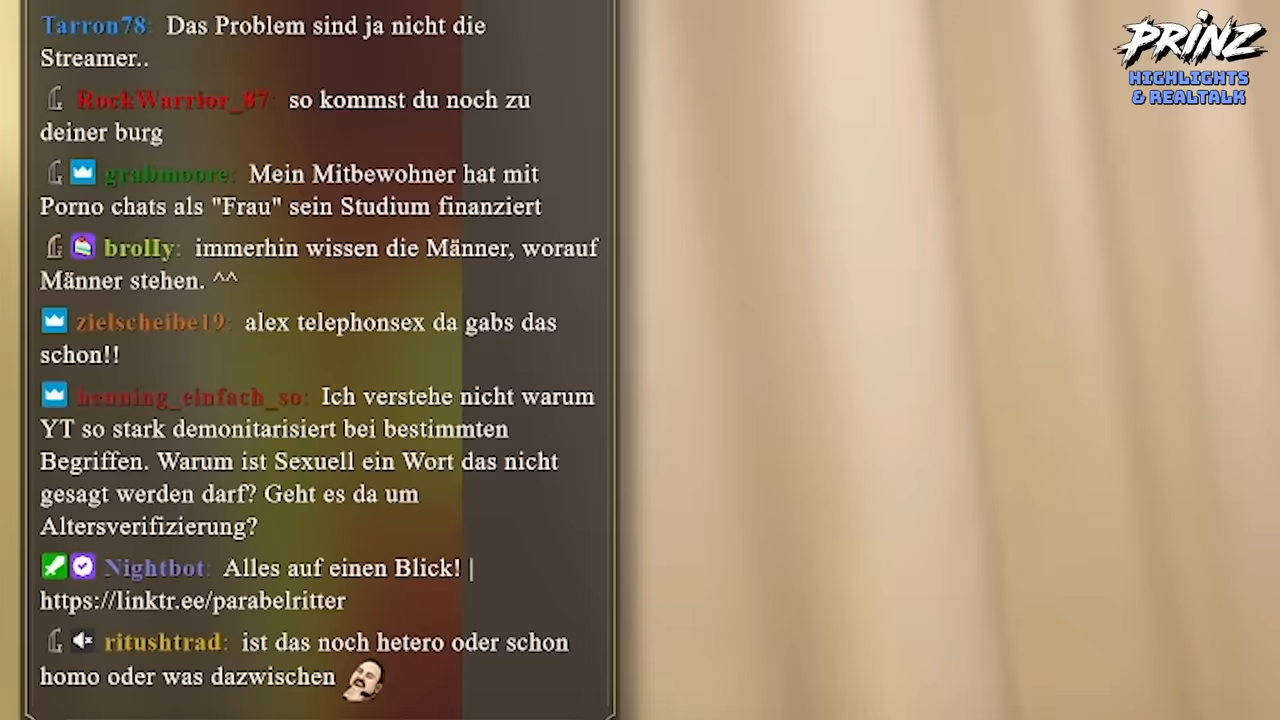 Tarron78: Das Problem sind ja nicht die
Streamer..
RockWarrior_87: so kommst du noch zu
deiner burg
grabmoore: Mein Mitbewohner hat mit
Porno chats als "Frau" sein Studium finanziert
brolly: immerhin wissen die Männer, worauf
Männer stehen. ^^
zielscheibe19: alex telephonsex da gabs das
schon!!
henning_einfach_so: Ich verstehe nicht warum
YT so stark demonitarisiert bei bestimmten
Begriffen. Warum ist Sexuell ein Wort das nicht
gesagt werden darf? Geht es da um
Altersverifizierung?
Nightbot: Alles auf einen Blick! |
https://linktr.ee/parabelritter
ritushtrad: ist das noch hetero oder schon
homo oder was dazwischen
PRINZ
HIGHLIGHTS
& REALTALK